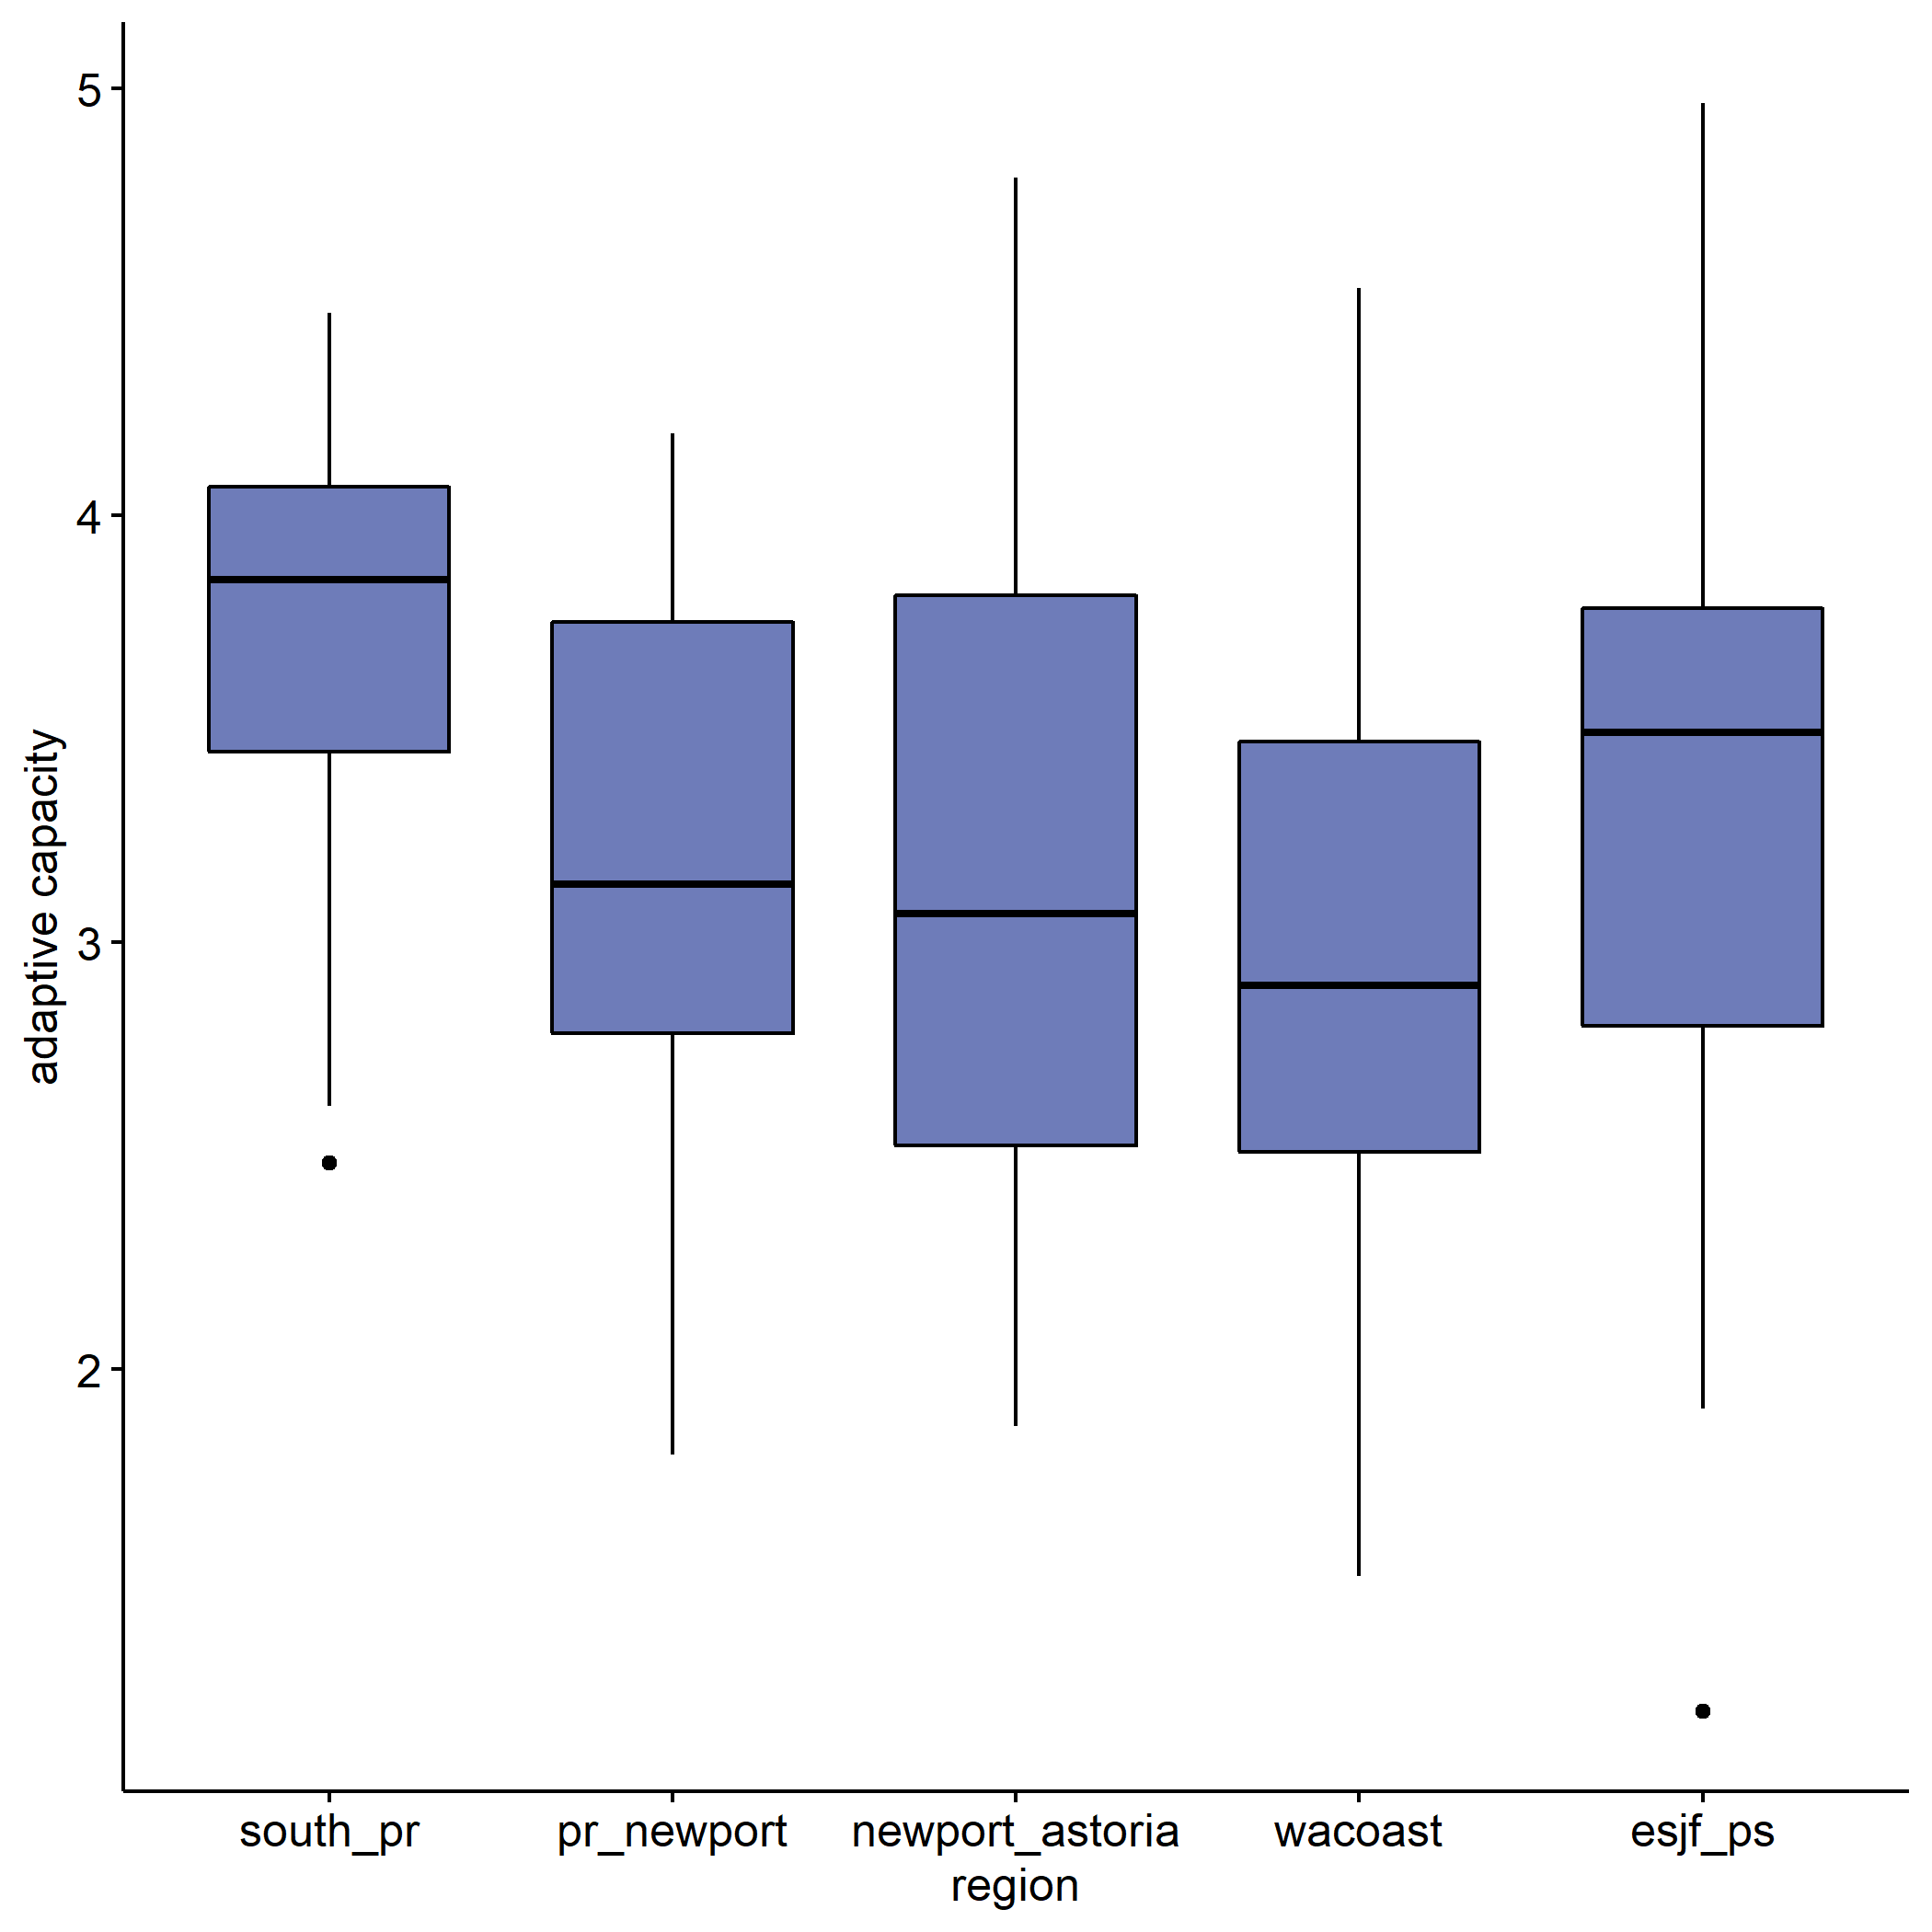 adaptive capacity
5
4
3
2
south_pr
pr_newport
newport_astoria
wacoast
esjf_ps
region